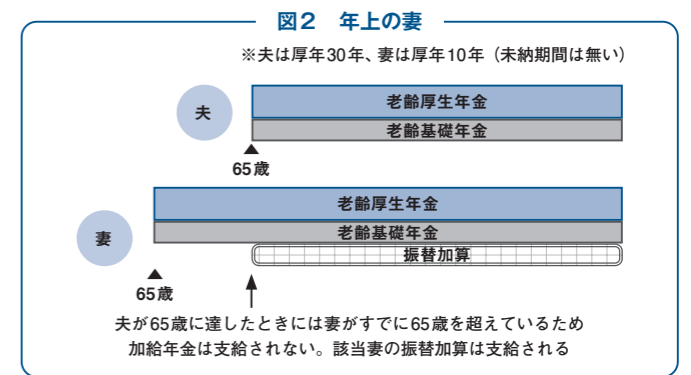 図2 年上の妻
※夫は厚年30年、妻は厚年10年（未納期間は無い）
夫
老齢厚生年金
老齢基礎年金
65歳
妻
老齢厚生年金
老齢基礎年金
振替加算
65歳
夫が65歳に達したときには妻がすでに65歳を超えているため
加給年金は支給されない。該当妻の振替加算は支給される